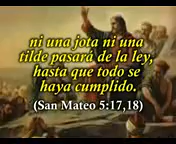 ni una jota ni una
tilde pasará de la ley,
hasta que todo se
haya cumplido.
(San Mateo 5:17,18)